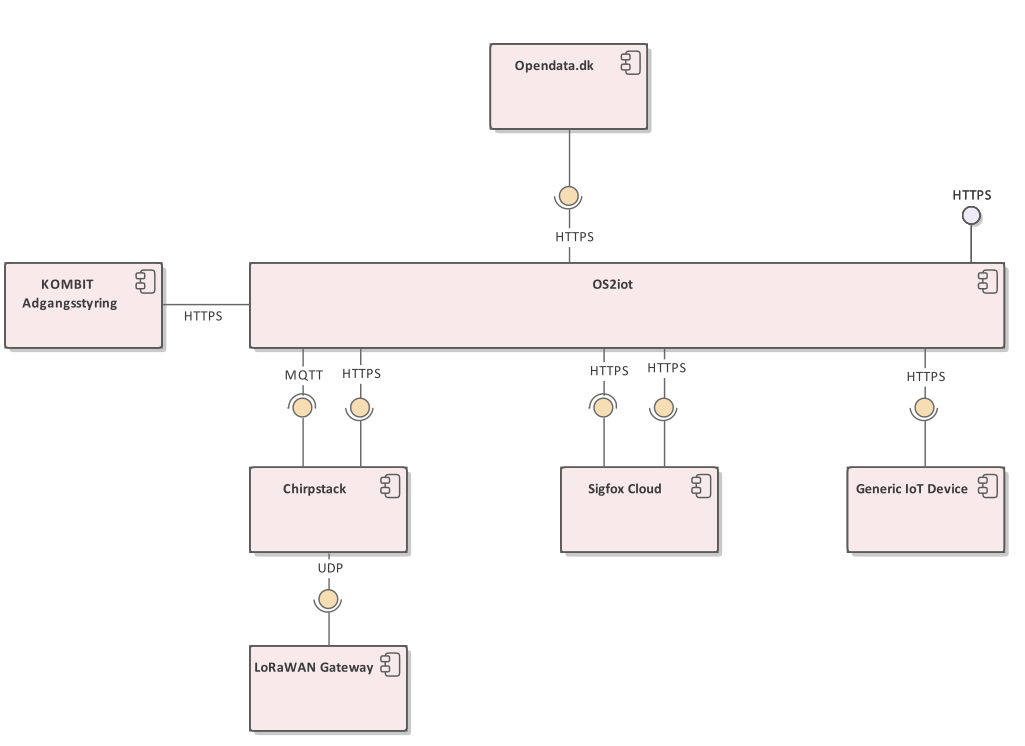 Opendata.dk
HTTPS
HTTPS
KOMBIT
Adgangsstyring
OS2iot
HTTPS
MQTT
HTTPS
HTTPS
HTTPS
HTTPS
Chirpstack
Sigfox Cloud
Generic IoT Device
UDP
LoRaWAN Gateway